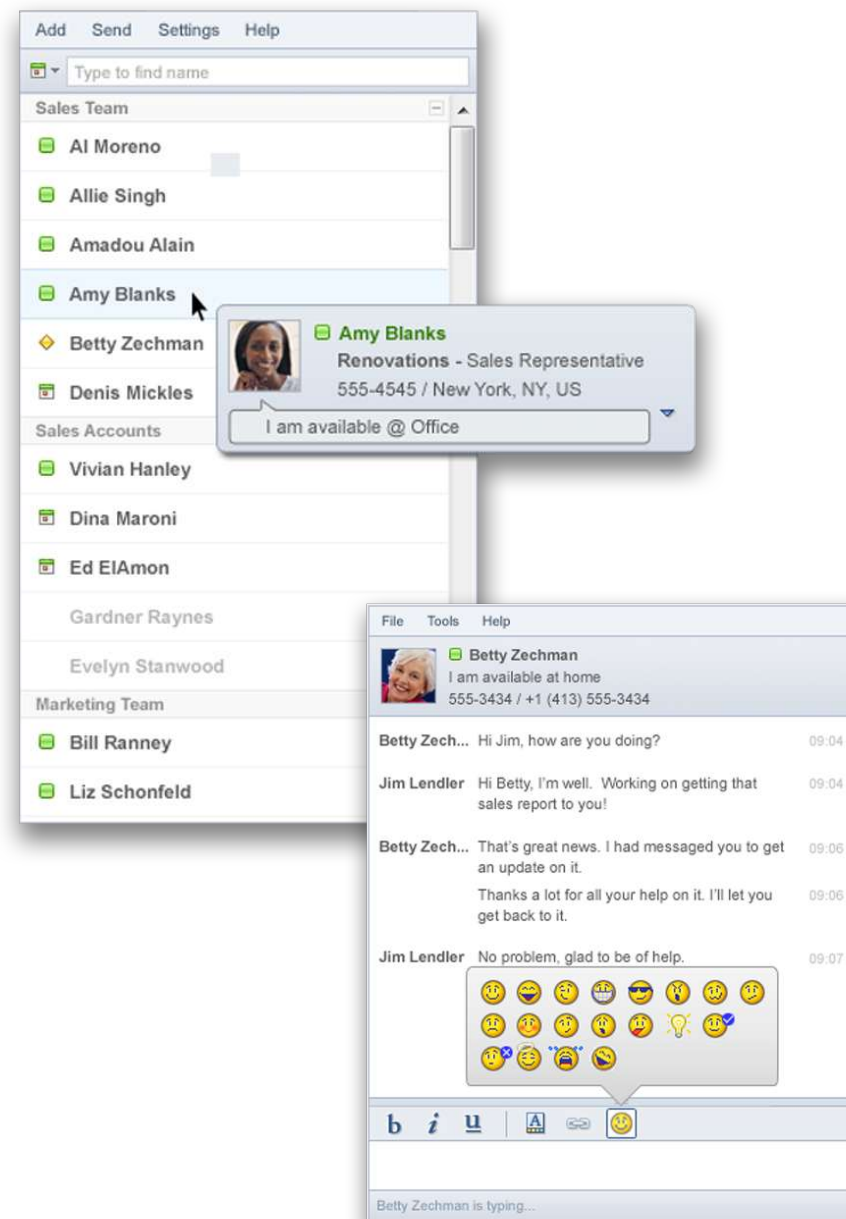 Add Send Settings Help
Type to find name
Sales Team
Al Moreno
Allie Singh
Amadou Alain
Amy Blanks
Betty Zechman
Denis Mickles
Amy Blanks
Renovations - Sales Representative
555-4545 / New York, NY, US
I am available @ Office
Sales Accounts
Vivian Hanley
Dina Maroni
Ed ElAmon
Gardner Raynes
Evelyn Stanwood
Marketing Team
Bill Ranney
Liz Schonfeld
File Tools Help
Betty Zechman
I am available at home
555-3434 / +1 (413) 555-3434
Betty Zech... Hi Jim, how are you doing? 09:04
Jim Lendler Hi Betty, I'm well. Working on getting that 09:04
sales report to you!
Betty Zech... That's great news. I had messaged you to get 09:06
an update on it.
Thanks a lot for all your help on it. I'll let you 09:06
get back to it.
Jim Lendler No problem, glad to be of help. 09:07
b i u A
Betty Zechman is typing...